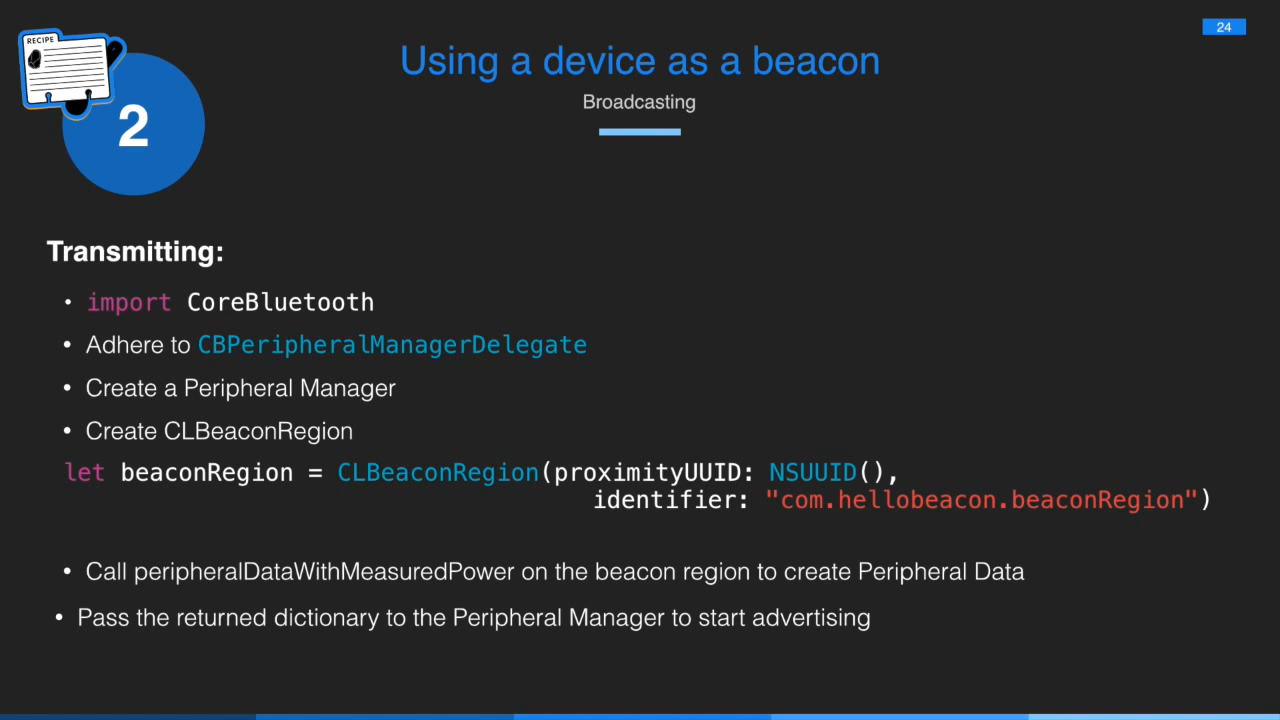 24
RECIPE
2
Using a device as a beacon
Broadcasting
Transmitting:
• import CoreBluetooth
• Adhere to CBPeripheralManagerDelegate
• Create a Peripheral Manager
• Create CLBeaconRegion
let beaconRegion = CLBeaconRegion(proximityUUID: NSUUID(),
identifier: "com.hellobeacon.beaconRegion")
• Call peripheralDataWithMeasuredPower on the beacon region to create Peripheral Data
• Pass the returned dictionary to the Peripheral Manager to start advertising